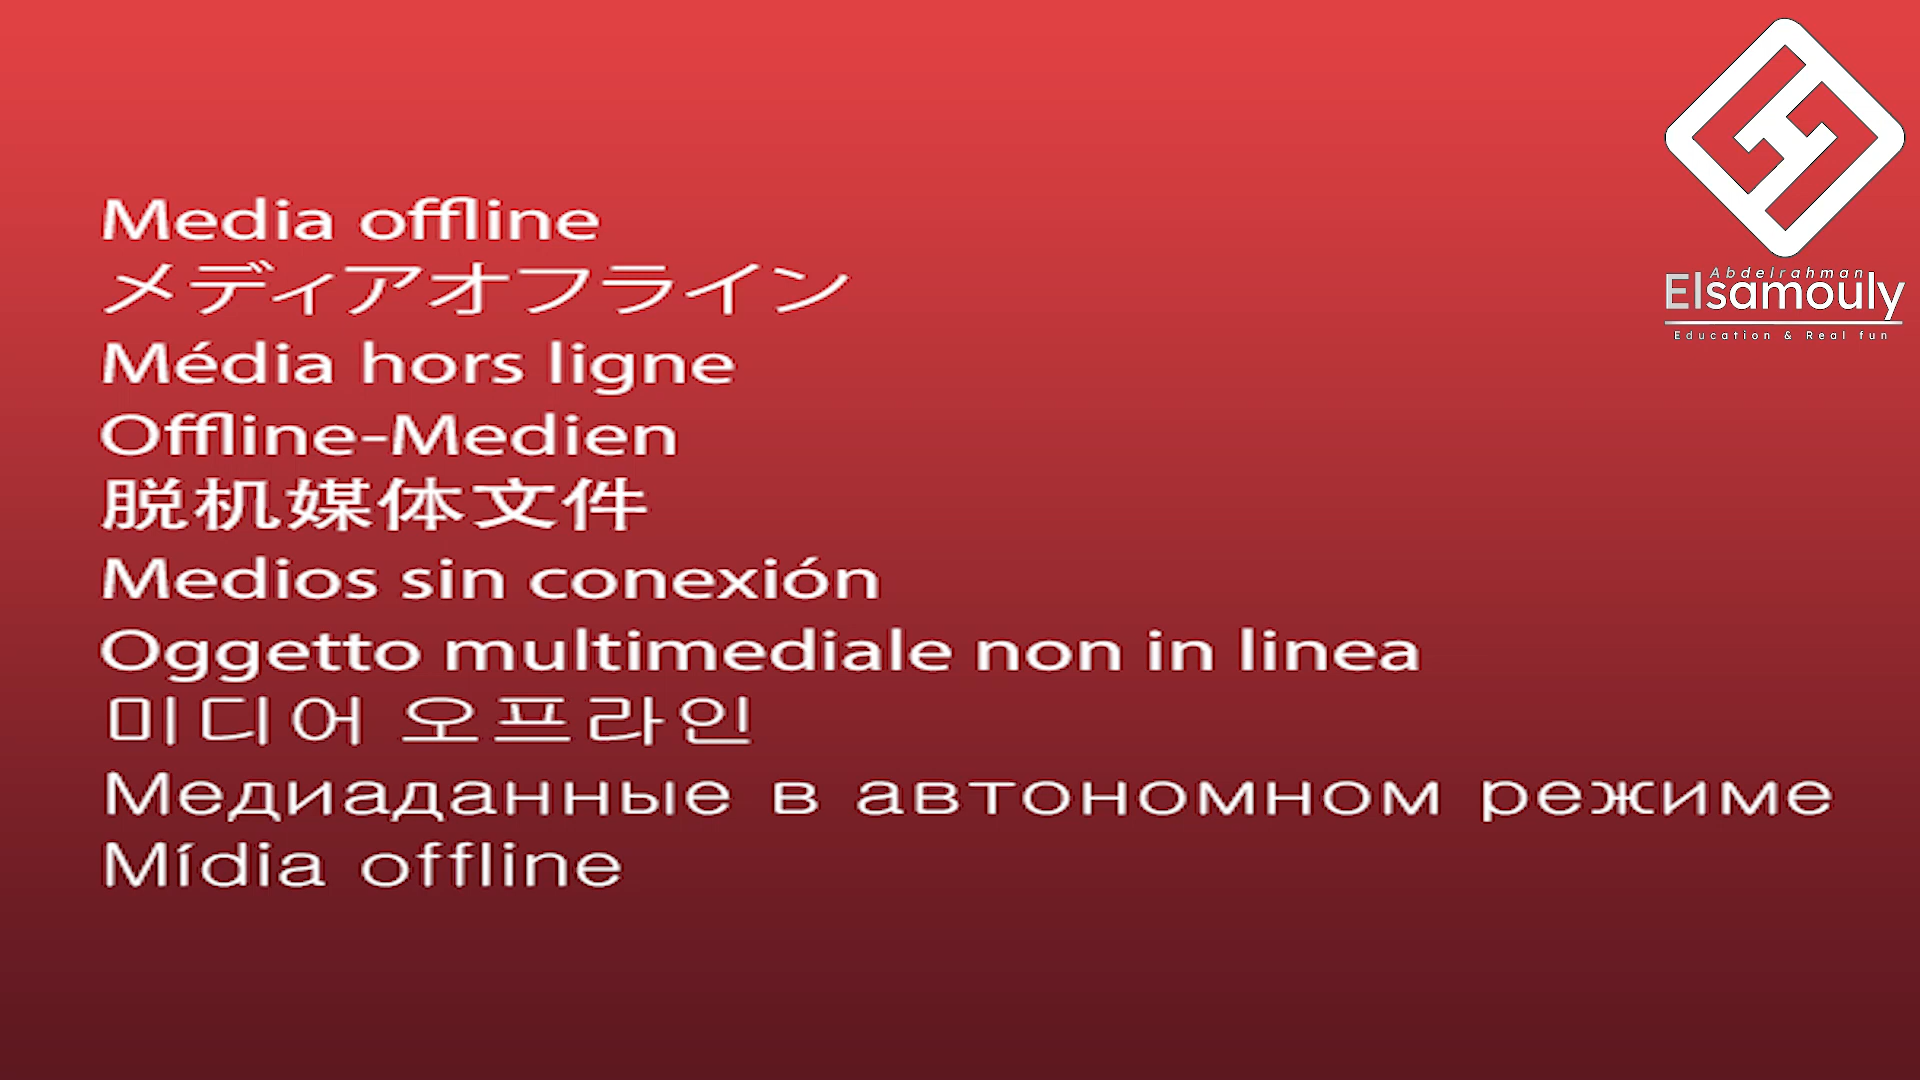 Media offline
メディアオフライン
Média hors ligne
Offline-Medien
脱机媒体文件
Medios sin conexión
Oggetto multimediale non in linea
미디어 오프라인
Медиаданные в автономном режиме
Mídia offline
Abdelrahman
Elsamouly
Education & Real fun